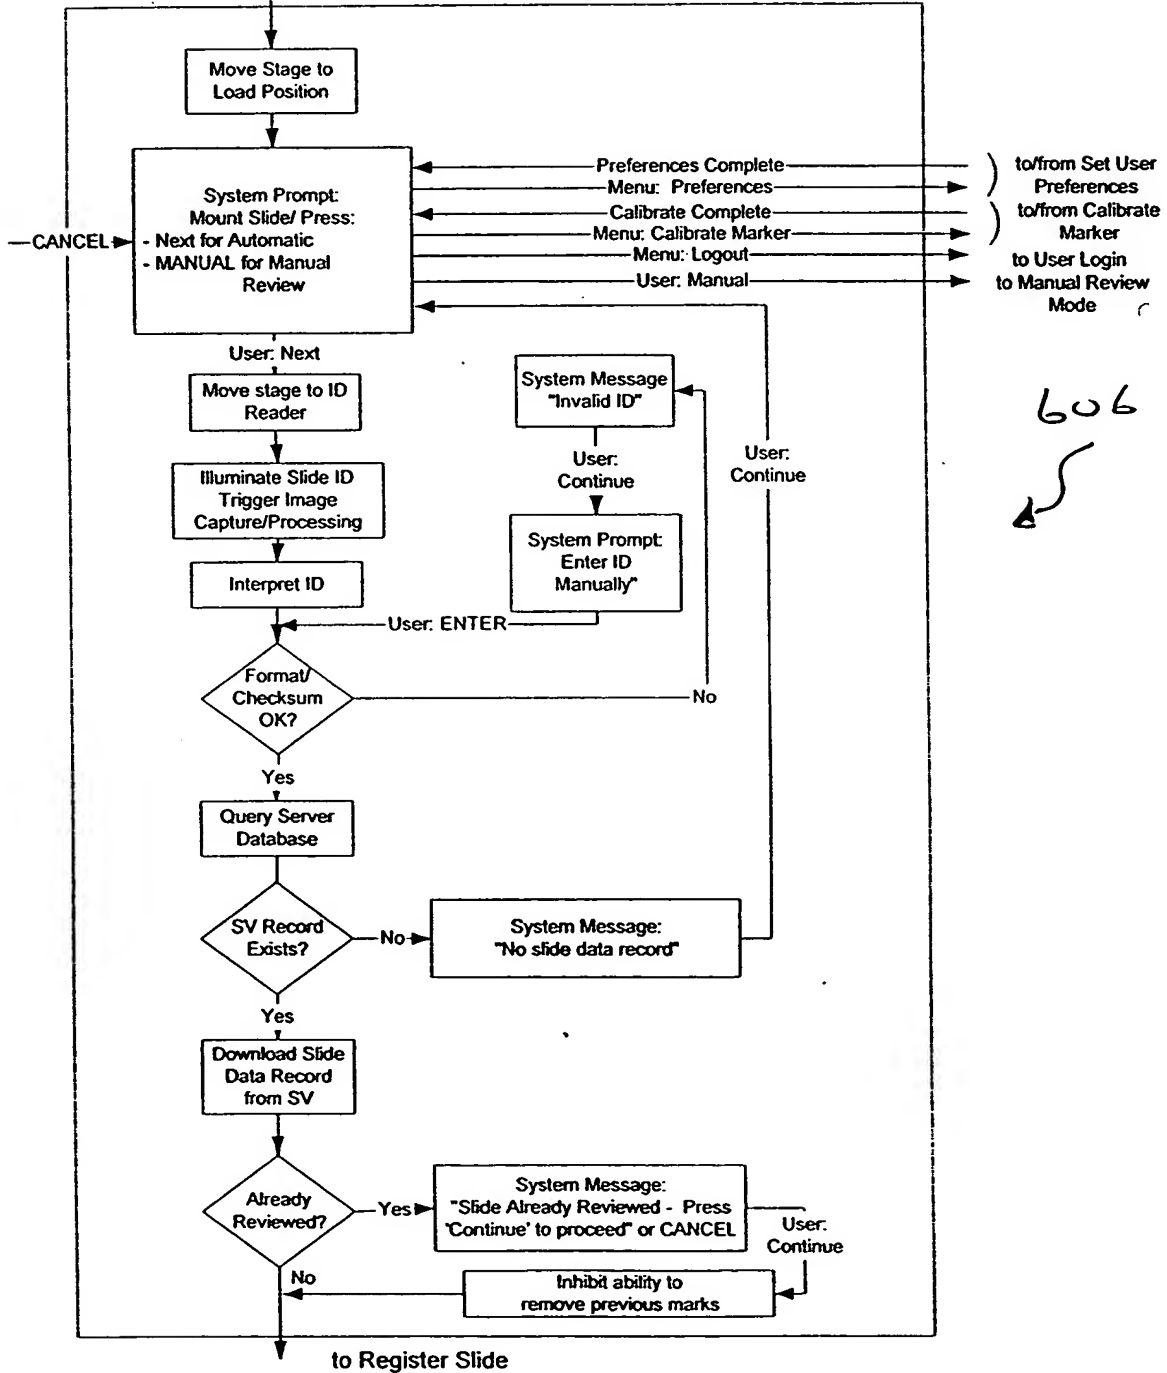 Move Stage to
Load Position
System Prompt:
Mount Slide/ Press:
- Next for Automatic
- MANUAL for Manual
Review
CANCEL
Preferences Complete
Menu: Preferences
Calibrate Complete
Menu: Calibrate Marker
Menu: Logout
User: Manual
to/from Set User
Preferences
to/from Calibrate
Marker
to User Login
to Manual Review
Mode
606
User: Next
Move stage to ID
Reader
System Message
"Invalid ID"
User:
Continue
User:
Continue
Illuminate Slide ID
Trigger Image
Capture/Processing
System Prompt:
Enter ID
Manually"
Interpret ID
User: ENTER
Format/
Checksum
OK?
No
Yes
Query Server
Database
SV Record
Exists?
No
System Message:
"No slide data record"
Yes
Download Slide
Data Record
from SV
Already
Reviewed?
Yes
System Message:
"Slide Already Reviewed - Press
'Continue' to proceed" or CANCEL
User:
Continue
No
Inhibit ability to
remove previous marks
to Register Slide